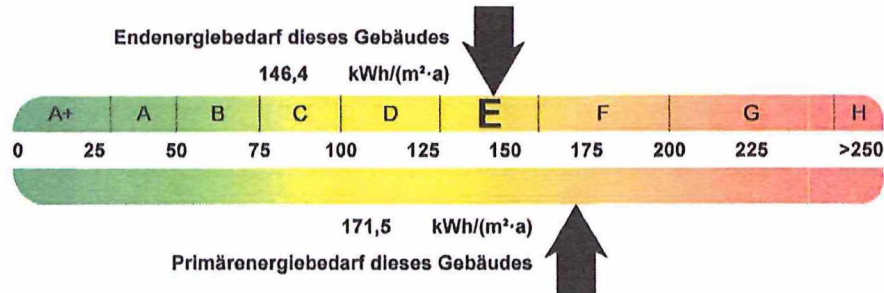 Endenergiebedarf dieses Gebäudes
146,4 kWh/(m²·a)
A+ A B C D E F G H
0 25 50 75 100 125 150 175 200 225 >250
171,5 kWh/(m²·a)
Primärenergiebedarf dieses Gebäudes